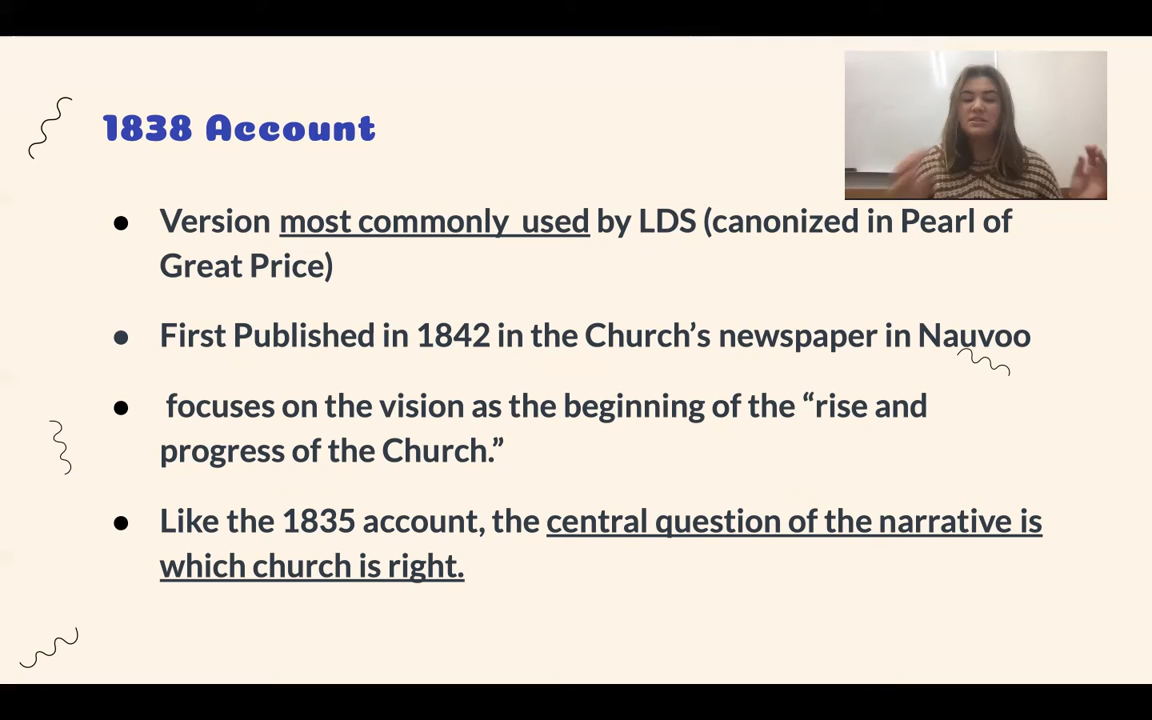 1838 Account
● Version most commonly  used by LDS (canonized in Pearl of
Great Price)
● First Published in 1842 in the Church’s newspaper in Nauvoo
●  focuses on the vision as the beginning of the “rise and
progress of the Church.”
● Like the 1835 account, the central question of the narrative is
which church is right.